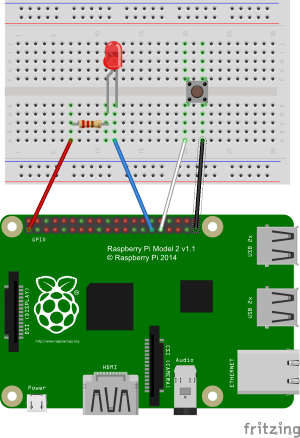 GPIO
Raspberry Pi Model 2 v1.1
© Raspberry Pi 2014
USB 2x
DSI (DISPLAY)
http://www.raspberrypi.org
USB 2x
HDMI
CSI (CAMERA)
Audio
ETHERNET
Power
fritzing